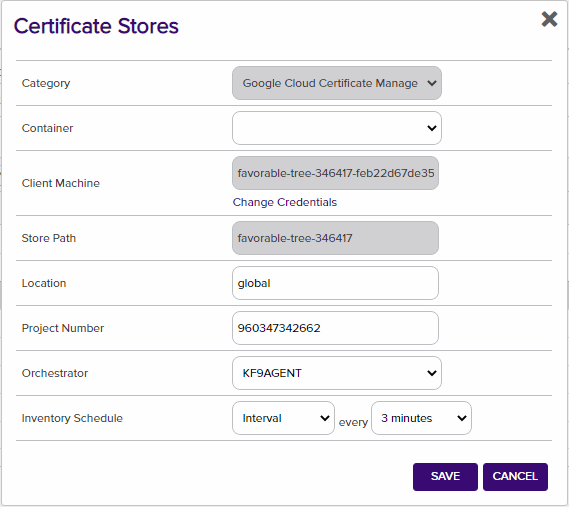 Certificate Stores
Category Google Cloud Certificate Manage
Container
Client Machine favorable-tree-346417-feb22d67de35
Change Credentials
Store Path favorable-tree-346417
Location global
Project Number 960347342662
Orchestrator KF9AGENT
Inventory Schedule Interval every 3 minutes
SAVE CANCEL